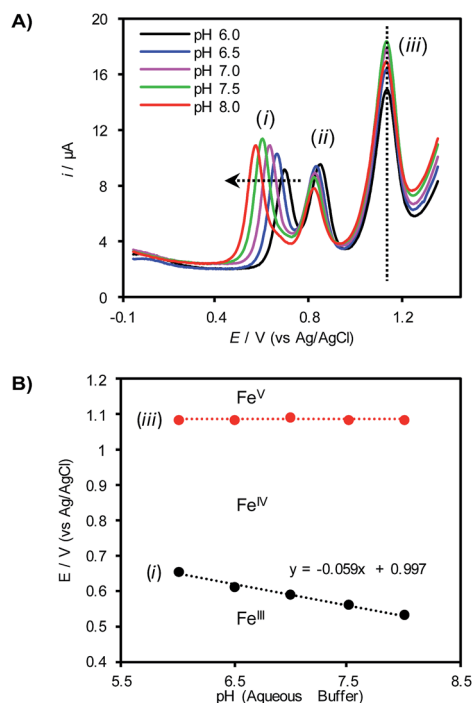 A)
20
16
12
8
4
0
i / µA
pH 6.0
pH 6.5
pH 7.0
pH 7.5
pH 8.0
(i)
(ii)
(iii)
-0.1 0.4 0.8 1.2
E / V (vs Ag/AgCl)
B)
1.2
1.1
1
0.9
0.8
0.7
0.6
0.5
0.4
E / V (vs Ag/AgCl)
Fe^V
(iii)
Fe^IV
(i)
y = -0.059x + 0.997
Fe^III
5.5 6.5 7.5 8.5
pH (Aqueous Buffer)